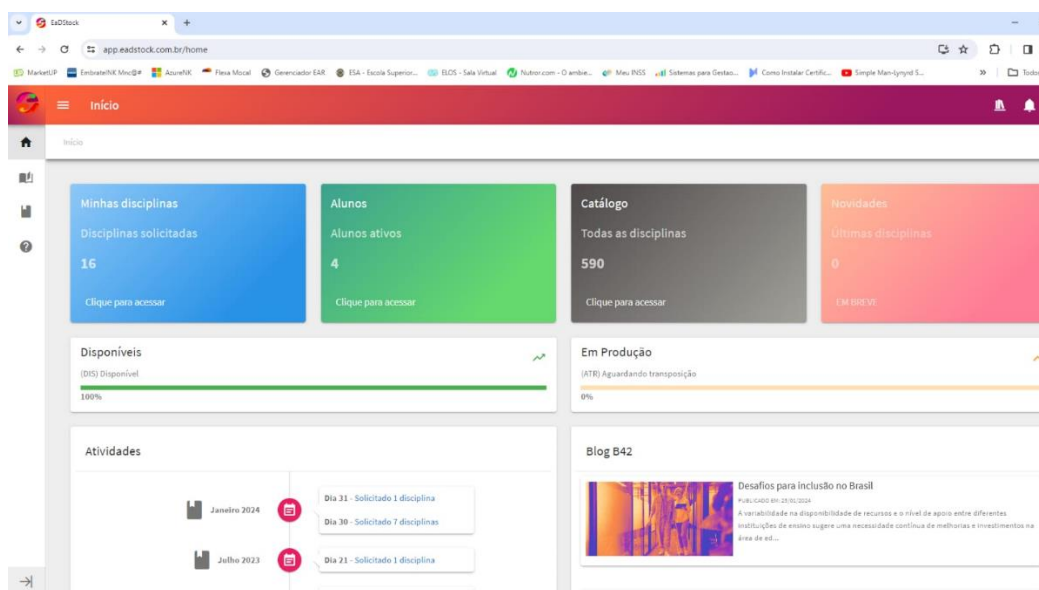 EaDStock
app.eadstock.com.br/home
MarketUP EmbratelNK Mnc@# AzureNK Flexa Mocal Gerenciador EAR ESA - Escola Superior... ELOS - Sala Virtual Nutror.com - O ambie... Meu INSS Sistemas para Gestao... Como Instalar Certific... Simple Man-Lynyrd S... » Todos
Início
Início
Minhas disciplinas
Disciplinas solicitadas
16
Clique para acessar
Alunos
Alunos ativos
4
Clique para acessar
Catálogo
Todas as disciplinas
590
Clique para acessar
Novidades
Últimas disciplinas
0
EM BREVE
Disponíveis
(DIS) Disponível
100%
Em Produção
(ATR) Aguardando transposição
0%
Atividades
Janeiro 2024
Dia 31 - Solicitado 1 disciplina
Dia 30 - Solicitado 7 disciplinas
Julho 2023
Dia 21 - Solicitado 1 disciplina
Blog B42
Desafios para inclusão no Brasil
PUBLICADO EM: 29/01/2024
A variabilidade na disponibilidade de recursos e o nível de apoio entre diferentes
instituições de ensino sugere uma necessidade contínua de melhorias e investimentos na
área de ed...